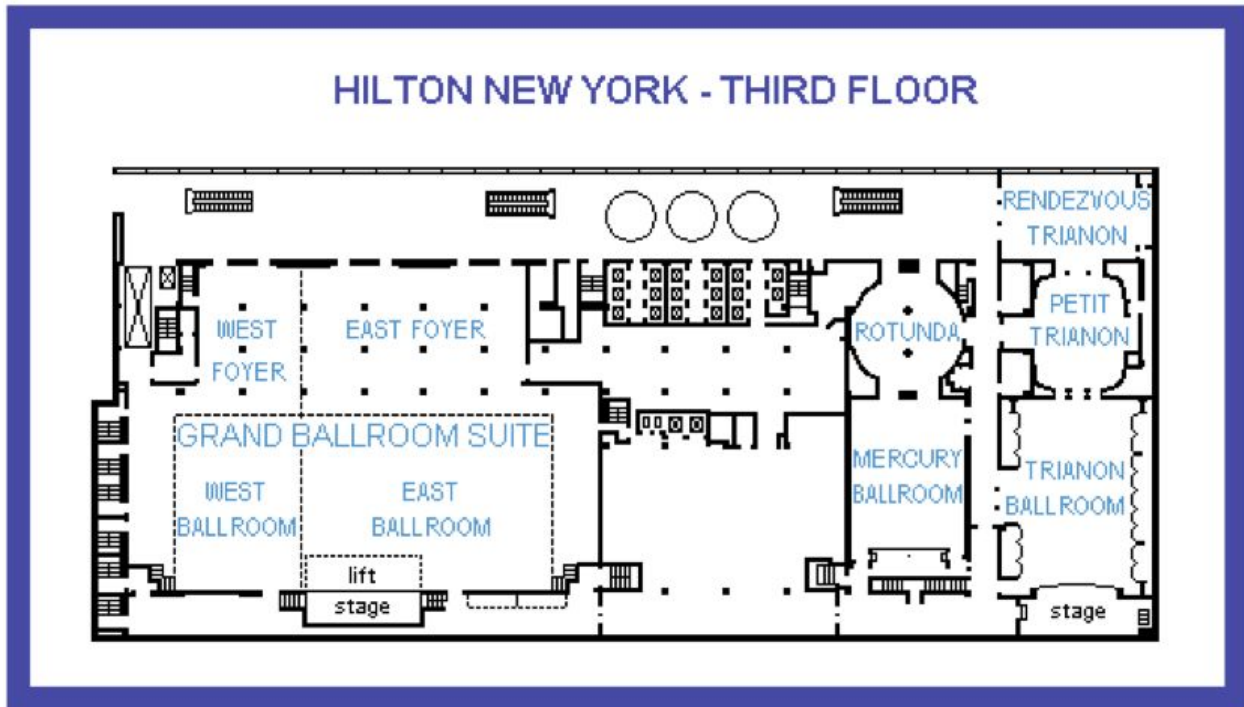 HILTON NEW YORK - THIRD FLOOR
RENDEZVOUS
TRIANON
WEST
FOYER
EAST FOYER
ROTUNDA
PETIT
TRIANON
GRAND BALLROOM SUITE
WEST
BALLROOM
EAST
BALLROOM
MERCURY
BALLROOM
TRIANON
BALLROOM
lift
stage
stage